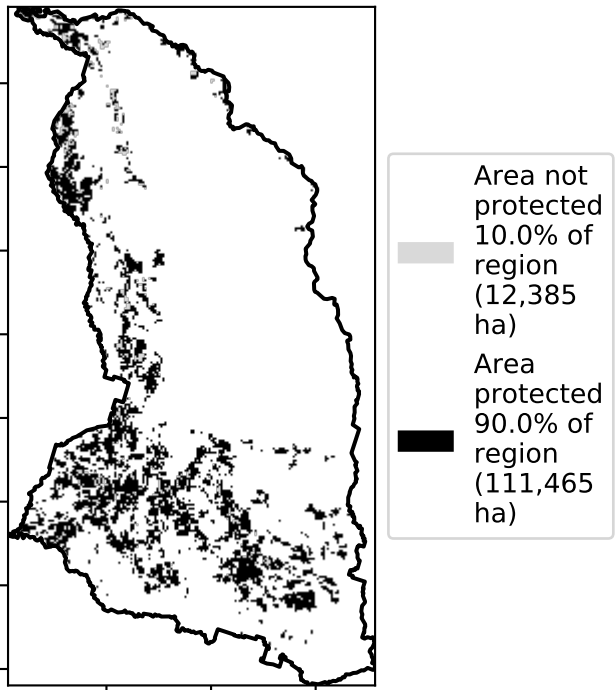 Area not
protected
10.0% of
region
(12,385
ha)
Area
protected
90.0% of
region
(111,465
ha)